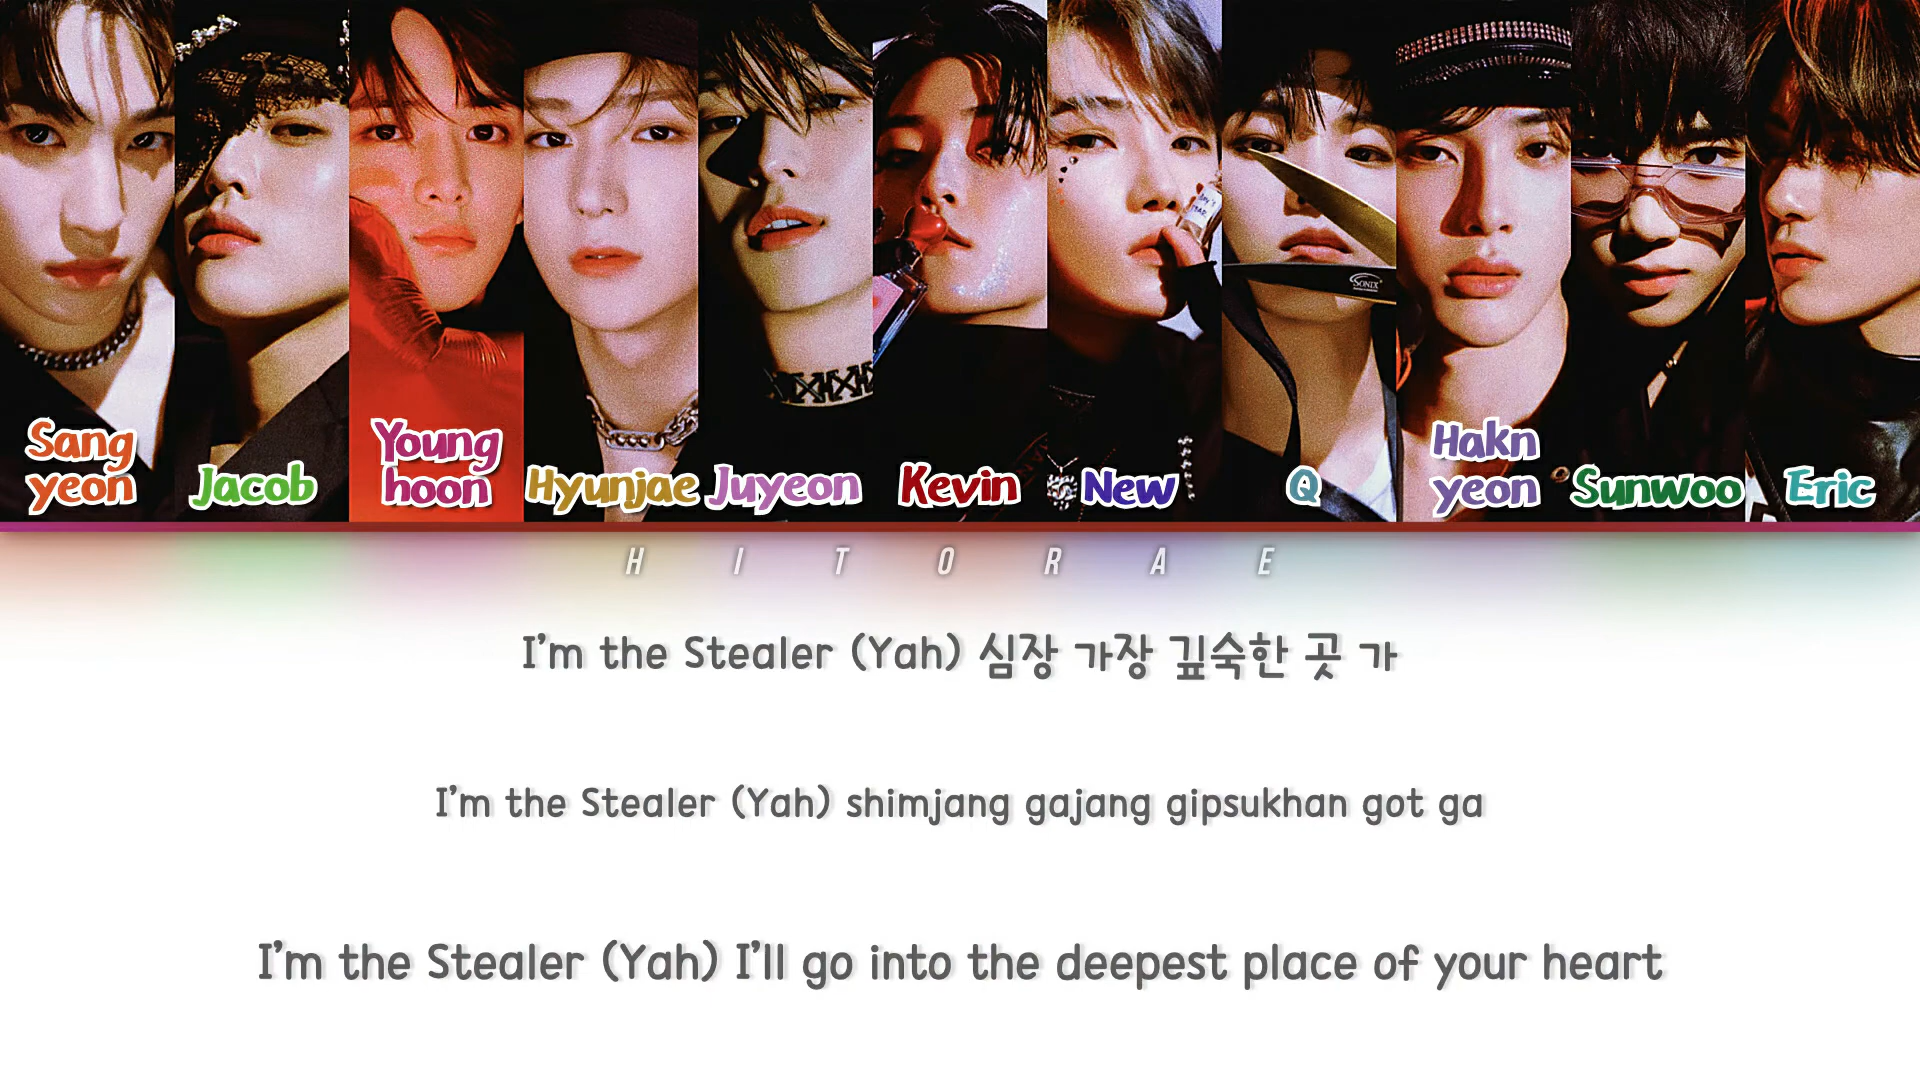 Sang
yeon
Jacob
Young
hoon
Hyunjae
Juyeon
Kevin
New
Q
Hakn
yeon
Sunwoo
Eric
SONIX
HITORAE
I'm the Stealer (Yah) 심장 가장 깊숙한 곳 가
I'm the Stealer (Yah) shimjang gajang gipsukhan got ga
I'm the Stealer (Yah) I'll go into the deepest place of your heart